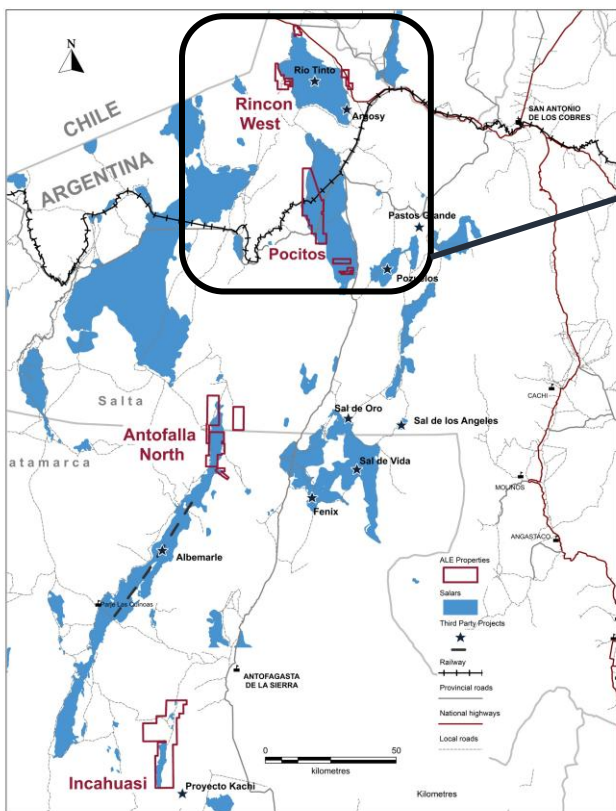 N
CHILE
ARGENTINA
Rio Tinto
Rincon
West
Argosy
SAN ANTONIO
DE LOS COBRES
Pastos Grande
Pocitos
Pozuelos
Salta
CACHI
Sal de Oro
Sal de los Angeles
Antofalla
North
atamarca
Sal de Vida
MOLINOS
Fenix
ANGASTACO
Albemarle
ALE Properties
Salars
Third Party Projects
Railway
Provincial roads
National highways
Local roads
ANTOFAGASTA
DE LA SIERRA
0 50
kilometres
Incahuasi
Proyecto Kachi
Kilometres